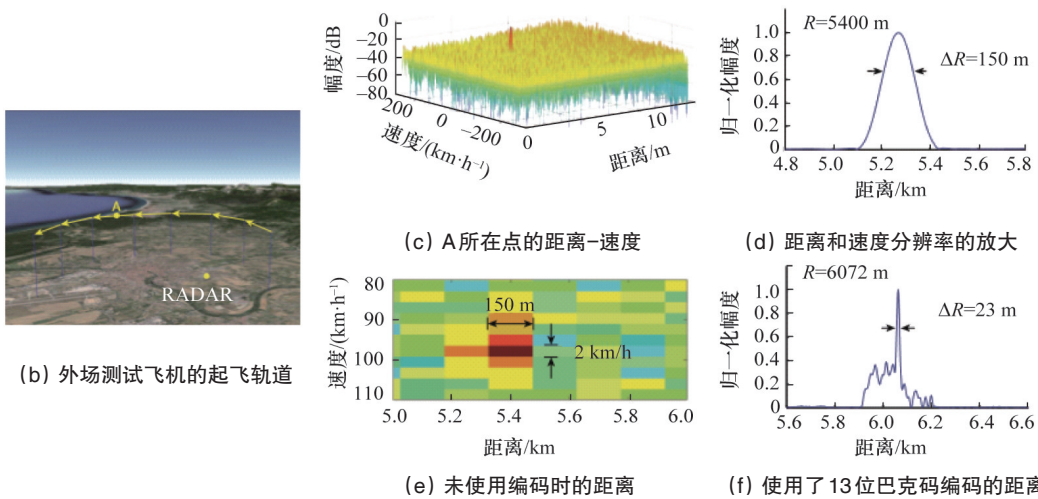 A
RADAR
(b) 外场测试飞机的起飞轨道
幅度/dB
0
−20
−40
−60
−80
200
0
−200
速度/(km·h⁻¹)
0
5
10
距离/m
(c) A所在点的距离–速度
R=5400 m
ΔR=150 m
归一化幅度
1.0
0.8
0.6
0.4
0.2
0
4.8 5.0 5.2 5.4 5.6 5.8
距离/km
(d) 距离和速度分辨率的放大
速度/(km·h⁻¹)
80
90
100
110
150 m
2 km/h
5.0 5.2 5.4 5.6 5.8 6.0
距离/km
(e) 未使用编码时的距离
R=6072 m
ΔR=23 m
归一化幅度
1.0
0.8
0.6
0.4
0.2
0
5.6 5.8 6.0 6.2 6.4 6.6
距离/km
(f) 使用了13位巴克码编码的距离